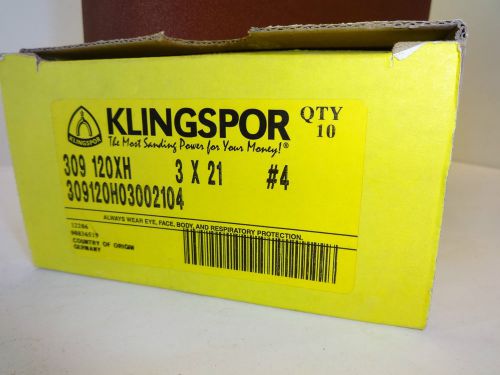 KLINGSPOR QTY
The Most Sanding Power for Your Money!® 10
309 120XH 3 X 21 #4
309120H03002104
ALWAYS WEAR EYE, FACE, BODY, AND RESPIRATORY PROTECTION.
COUNTRY OF ORIGIN
GERMANY